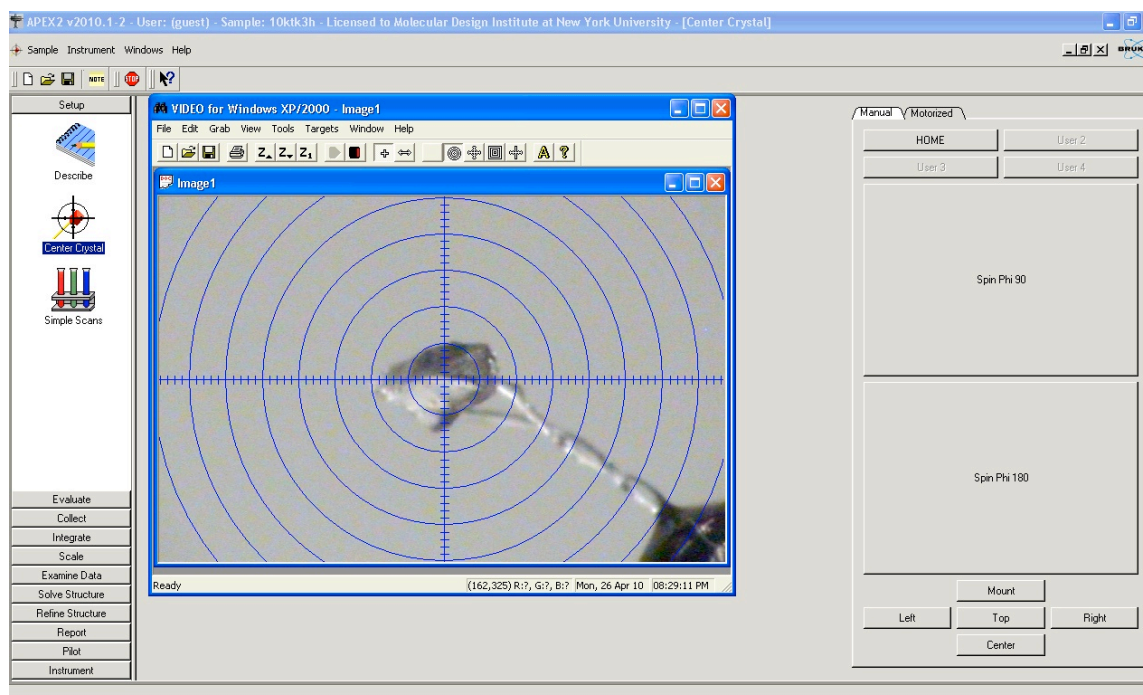 APEX2 v2010.1-2 - User: (guest) - Sample: 10ktk3h - Licensed to Molecular Design Institute at New York University - [Center Crystal]
Sample Instrument Windows Help
NOTE STOP
Setup
Describe
Center Crystal
Simple Scans
Evaluate
Collect
Integrate
Scale
Examine Data
Solve Structure
Refine Structure
Report
Pilot
Instrument
VIDEO for Windows XP/2000 - Image1
File Edit Grab View Tools Targets Window Help
Image1
Ready (162,325) R:?, G:?, B:? Mon, 26 Apr 10 08:29:11 PM
Manual Motorized
HOME User 2
User 3 User 4
Spin Phi 90
Spin Phi 180
Mount
Left Top Right
Center